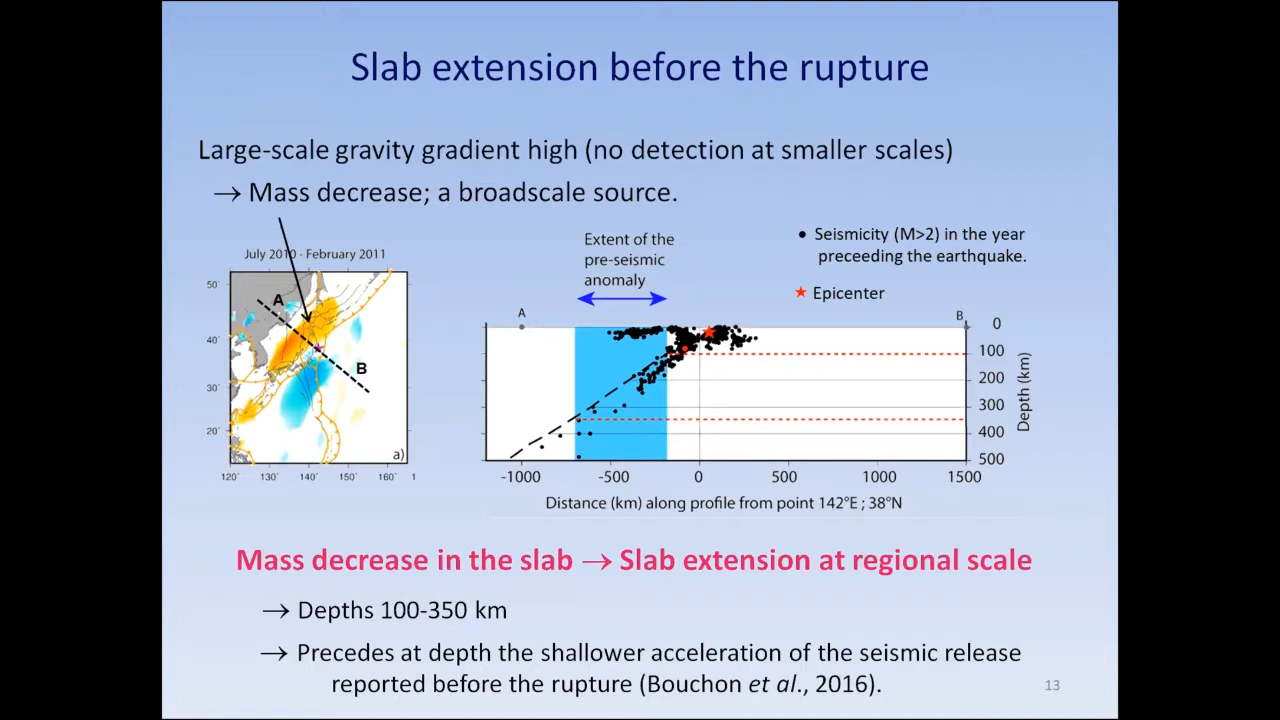 Slab extension before the rupture
Large-scale gravity gradient high (no detection at smaller scales)
→ Mass decrease; a broadscale source.
July 2010 - February 2011
50˚
40˚
30˚
20˚
120˚ 130˚ 140˚ 150˚ 160˚ 1
A
B
a)
Extent of the
pre-seismic
anomaly
• Seismicity (M>2) in the year
preceeding the earthquake.
Epicenter
A
B
0
100
200
300
400
500
Depth (km)
-1000 -500 0 500 1000 1500
Distance (km) along profile from point 142°E ; 38°N
Mass decrease in the slab → Slab extension at regional scale
→ Depths 100-350 km
→ Precedes at depth the shallower acceleration of the seismic release
reported before the rupture (Bouchon et al., 2016).
13